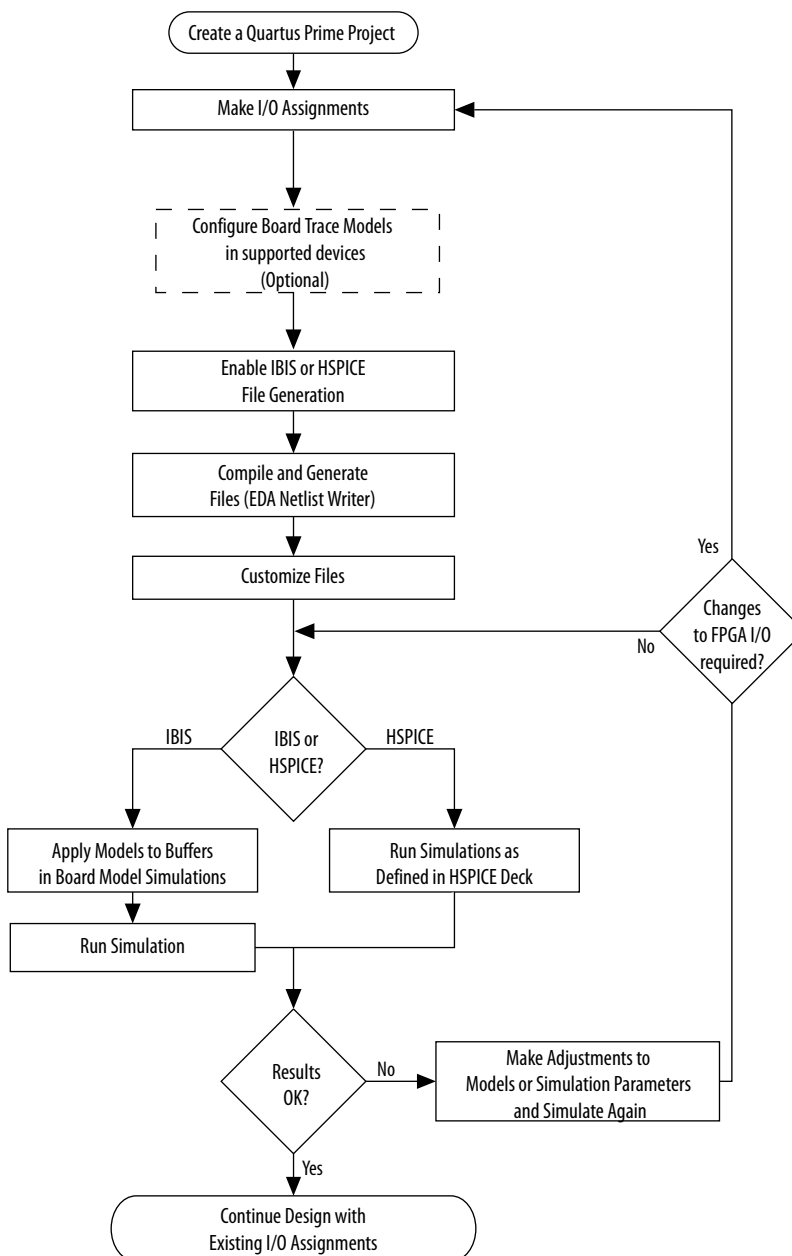 Create a Quartus Prime Project
Make I/O Assignments
Configure Board Trace Models
in supported devices
(Optional)
Enable IBIS or HSPICE
File Generation
Compile and Generate
Files (EDA Netlist Writer)
Customize Files
Yes
Changes
to FPGA I/O
required?
No
IBIS
IBIS or
HSPICE?
HSPICE
Apply Models to Buffers
in Board Model Simulations
Run Simulations as
Defined in HSPICE Deck
Run Simulation
Results
OK?
No
Make Adjustments to
Models or Simulation Parameters
and Simulate Again
Yes
Continue Design with
Existing I/O Assignments